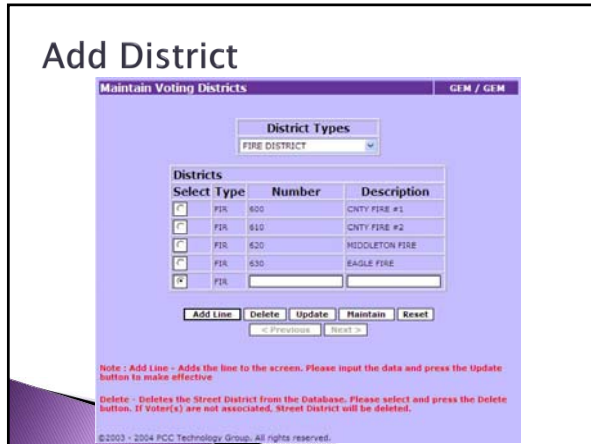 Add District
Maintain Voting Districts GEM / GEM
District Types
FIRE DISTRICT
Districts
Select Type Number Description
FIR 600 CNTY FIRE #1
FIR 610 CNTY FIRE #2
FIR 620 MIDDLETON FIRE
FIR 630 EAGLE FIRE
FIR
Add Line Delete Update Maintain Reset
< Previous Next >
Note : Add Line - Adds the line to the screen. Please input the data and press the Update
button to make effective
Delete - Deletes the Street District from the Database. Please select and press the Delete
button. If Voter(s) are not associated, Street District will be deleted.
©2003 - 2004 PCC Technology Group. All rights reserved.